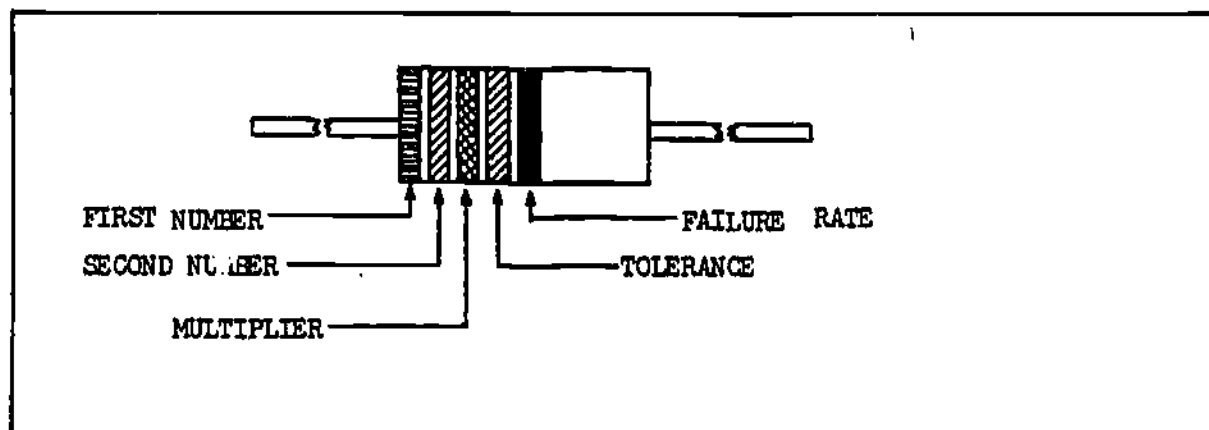 FIRST NUMBER
FAILURE RATE
SECOND
TOLERANCE
MULTIPLIER